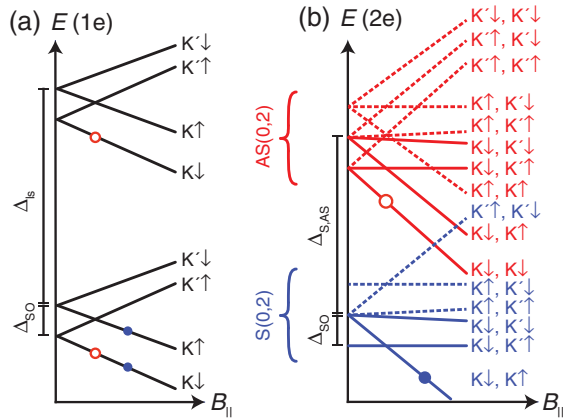 (a) E (1e)
K´↓
K´↑
K↑
K↓
Δls
K´↓
K´↑
ΔSO
K↑
K↓
B||
(b) E (2e)
K´↓, K´↓
K´↑, K´↓
K´↑, K´↑
AS(0,2)
K↑, K´↓
K↑, K´↑
K↓, K´↓
K↓, K´↑
K↑, K↑
ΔS,AS
K´↑, K´↓
K↓, K↑
K↓, K↓
S(0,2)
K↑, K´↓
K↑, K´↑
ΔSO
K↓, K´↓
K↓, K´↑
K↓, K↑
B||